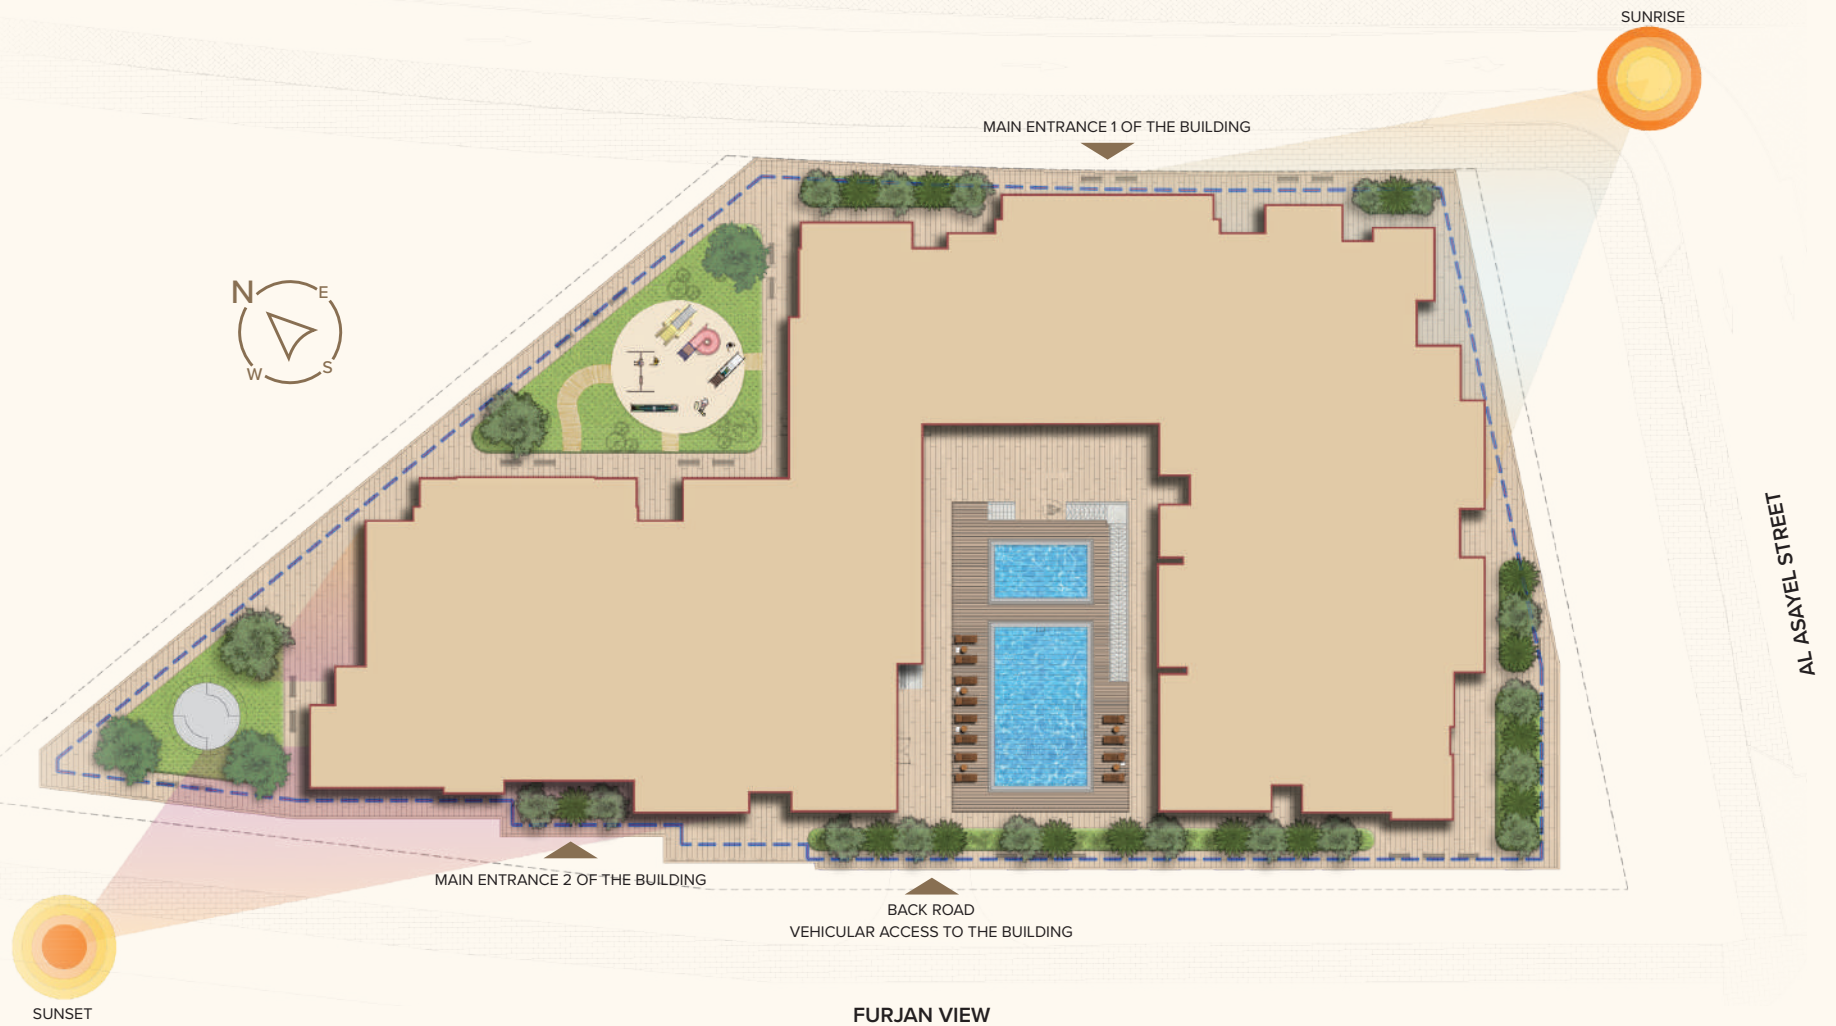 SUNRISE
MAIN ENTRANCE 1 OF THE BUILDING
N
E
W
S
AL ASAYEL STREET
MAIN ENTRANCE 2 OF THE BUILDING
BACK ROAD
VEHICULAR ACCESS TO THE BUILDING
SUNSET
FURJAN VIEW